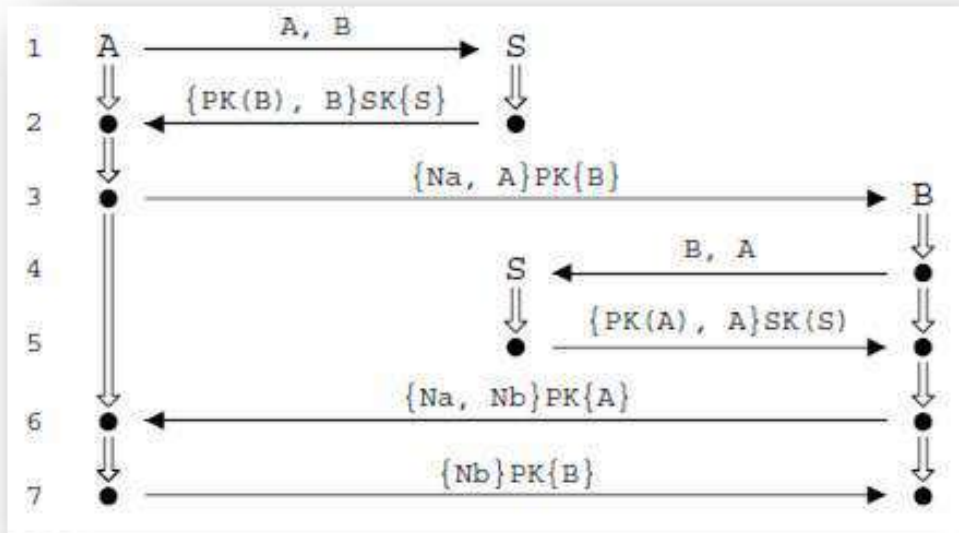 1 A A, B S
2 {PK(B), B}SK{S}
3 {Na, A}PK{B} B
4 S B, A
5 {PK(A), A}SK(S)
6 {Na, Nb}PK{A}
7 {Nb}PK{B}